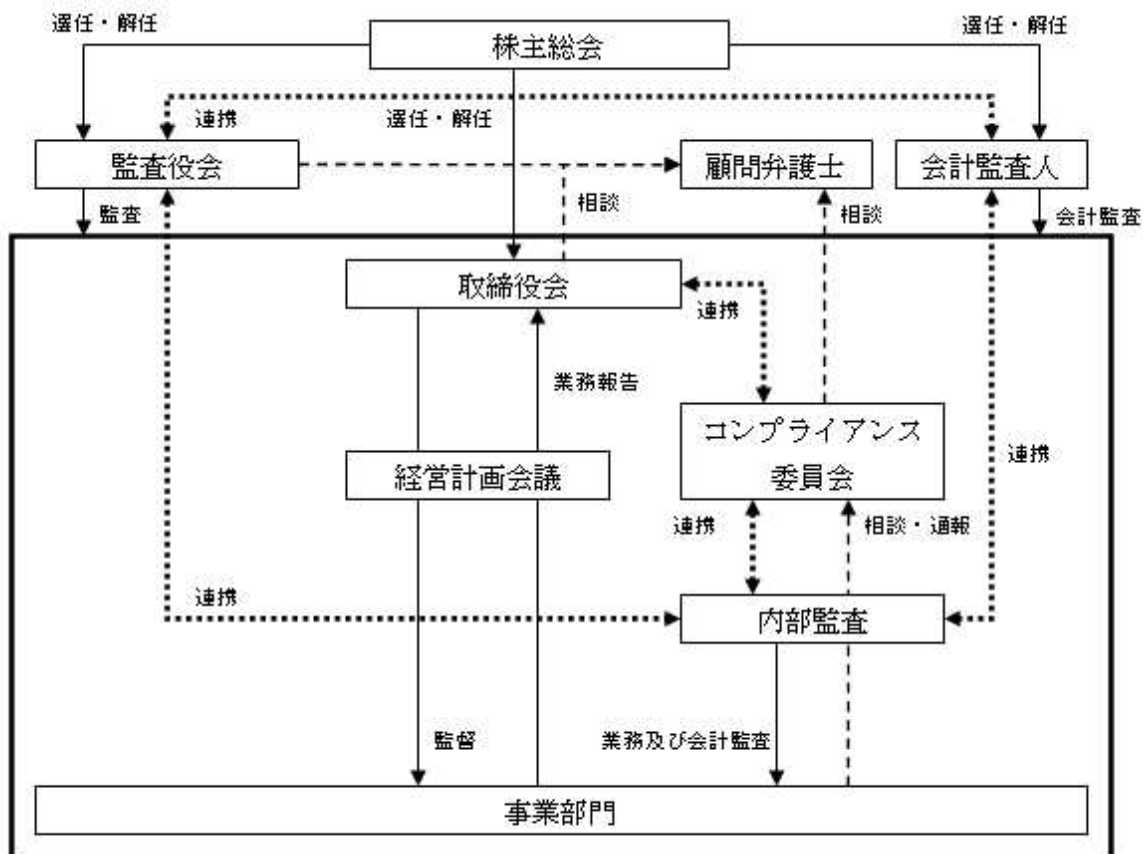 選任・解任
株主総会
選任・解任
連携
選任・解任
監査役会
顧問弁護士
会計監査人
監査
相談
相談
会計監査
取締役会
連携
業務報告
コンプライアンス
委員会
経営計画会議
連携
連携
相談・通報
連携
内部監査
監督
業務及び会計監査
事業部門